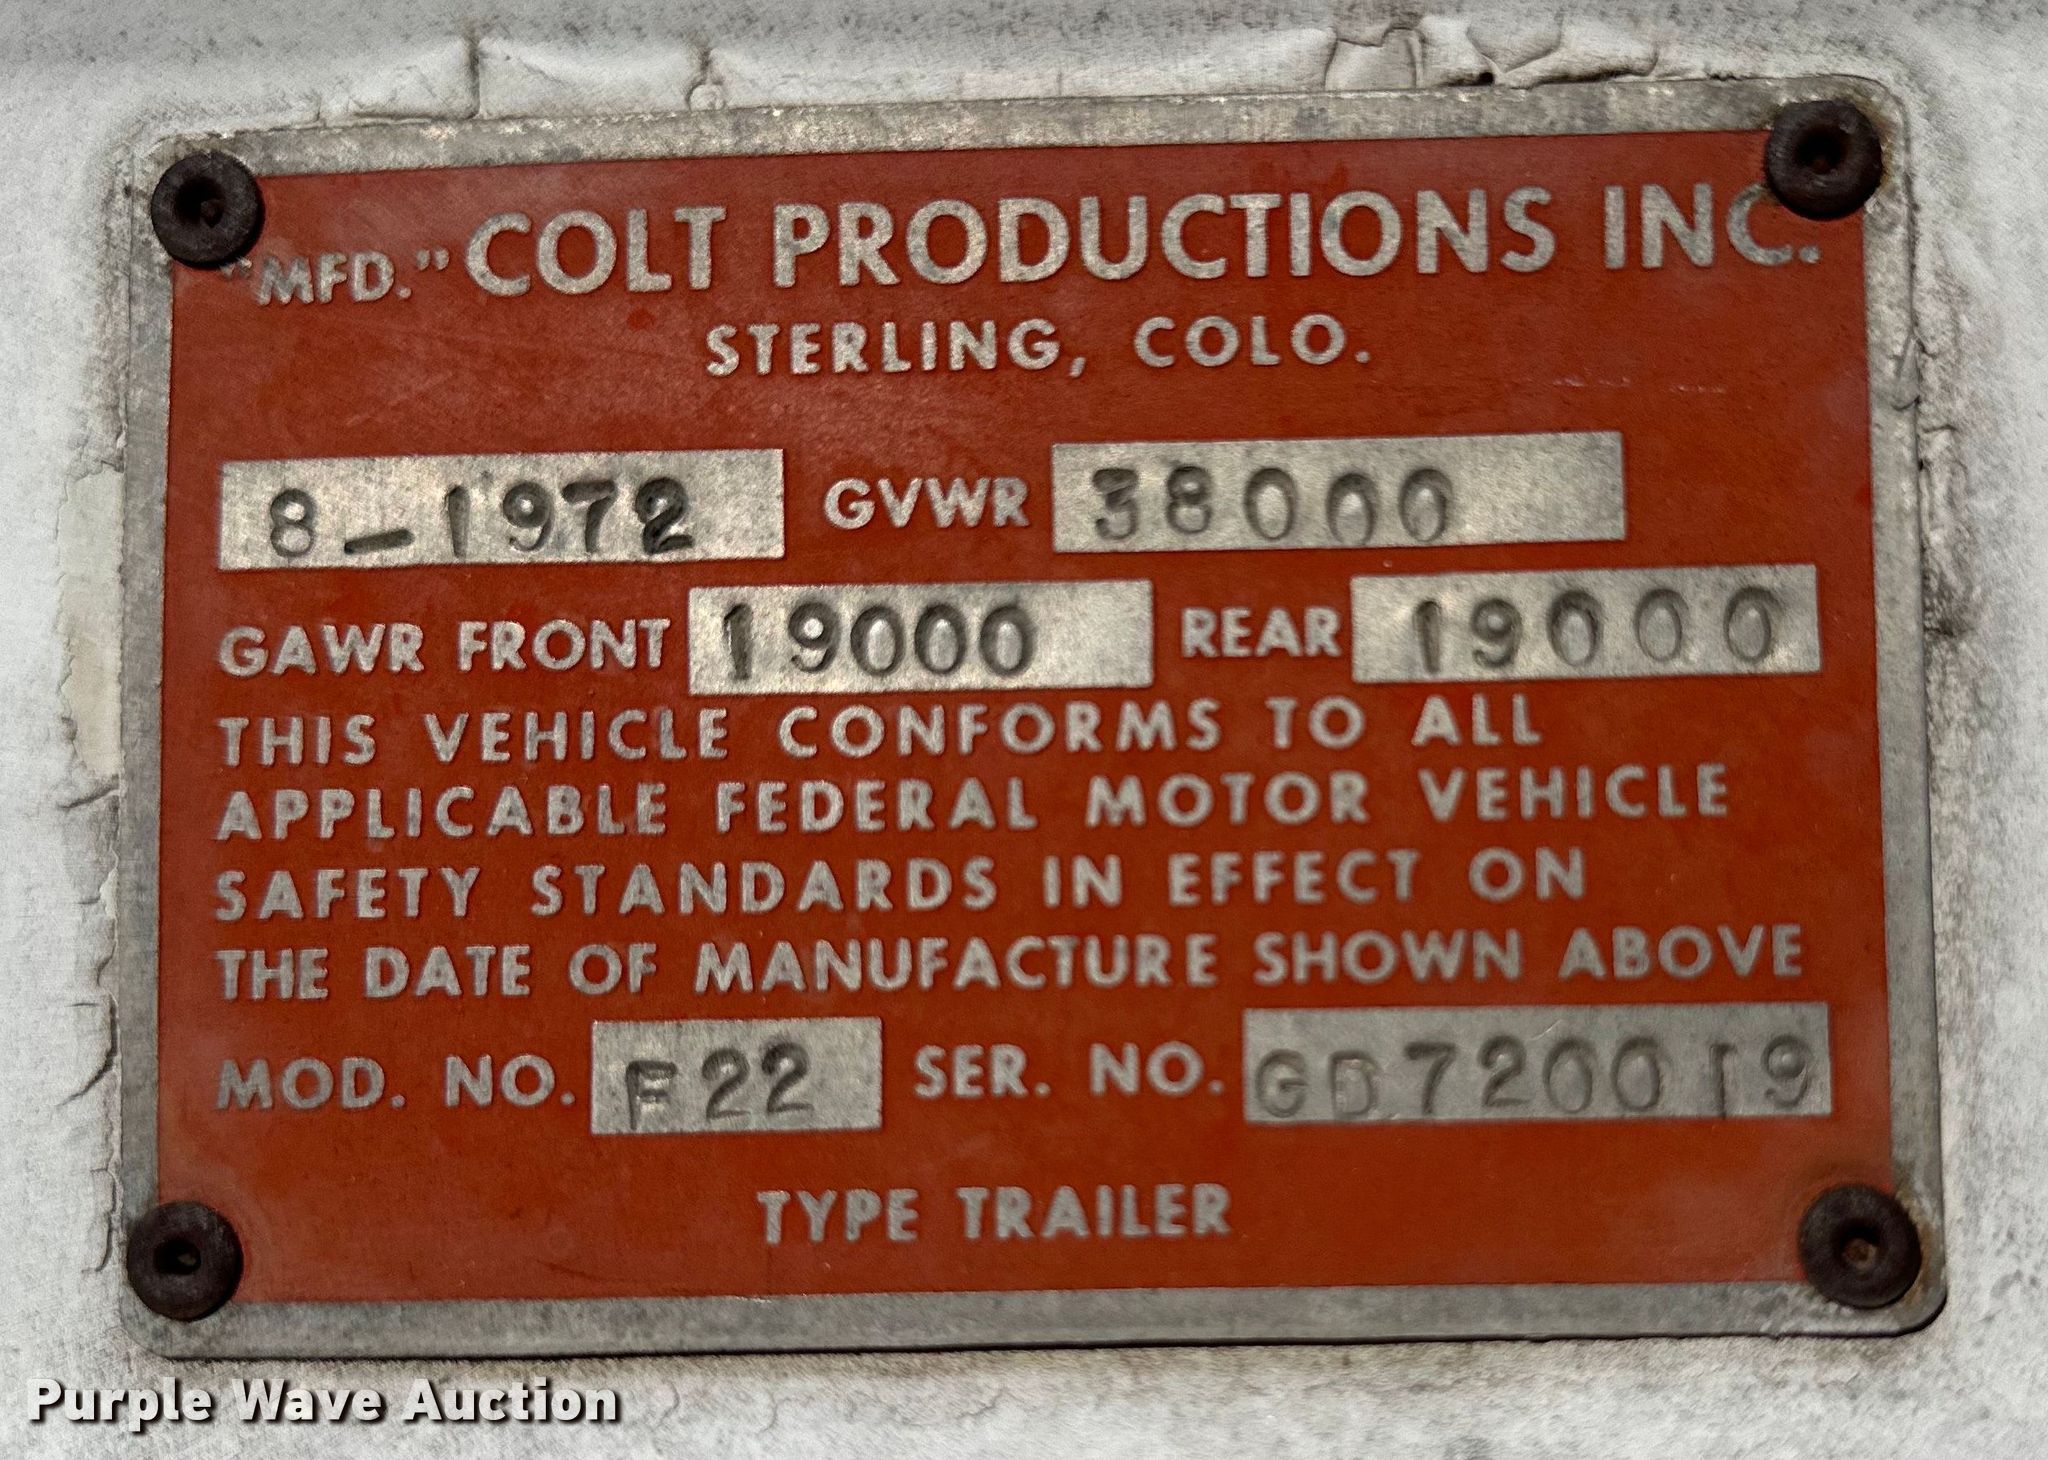 "MFD." COLT PRODUCTIONS INC.
STERLING, COLO.
8-1972 GVWR 38000
GAWR FRONT 19000 REAR 19000
THIS VEHICLE CONFORMS TO ALL
APPLICABLE FEDERAL MOTOR VEHICLE
SAFETY STANDARDS IN EFFECT ON
THE DATE OF MANUFACTURE SHOWN ABOVE
MOD. NO. F22 SER. NO. GD720019
TYPE TRAILER
Purple Wave Auction